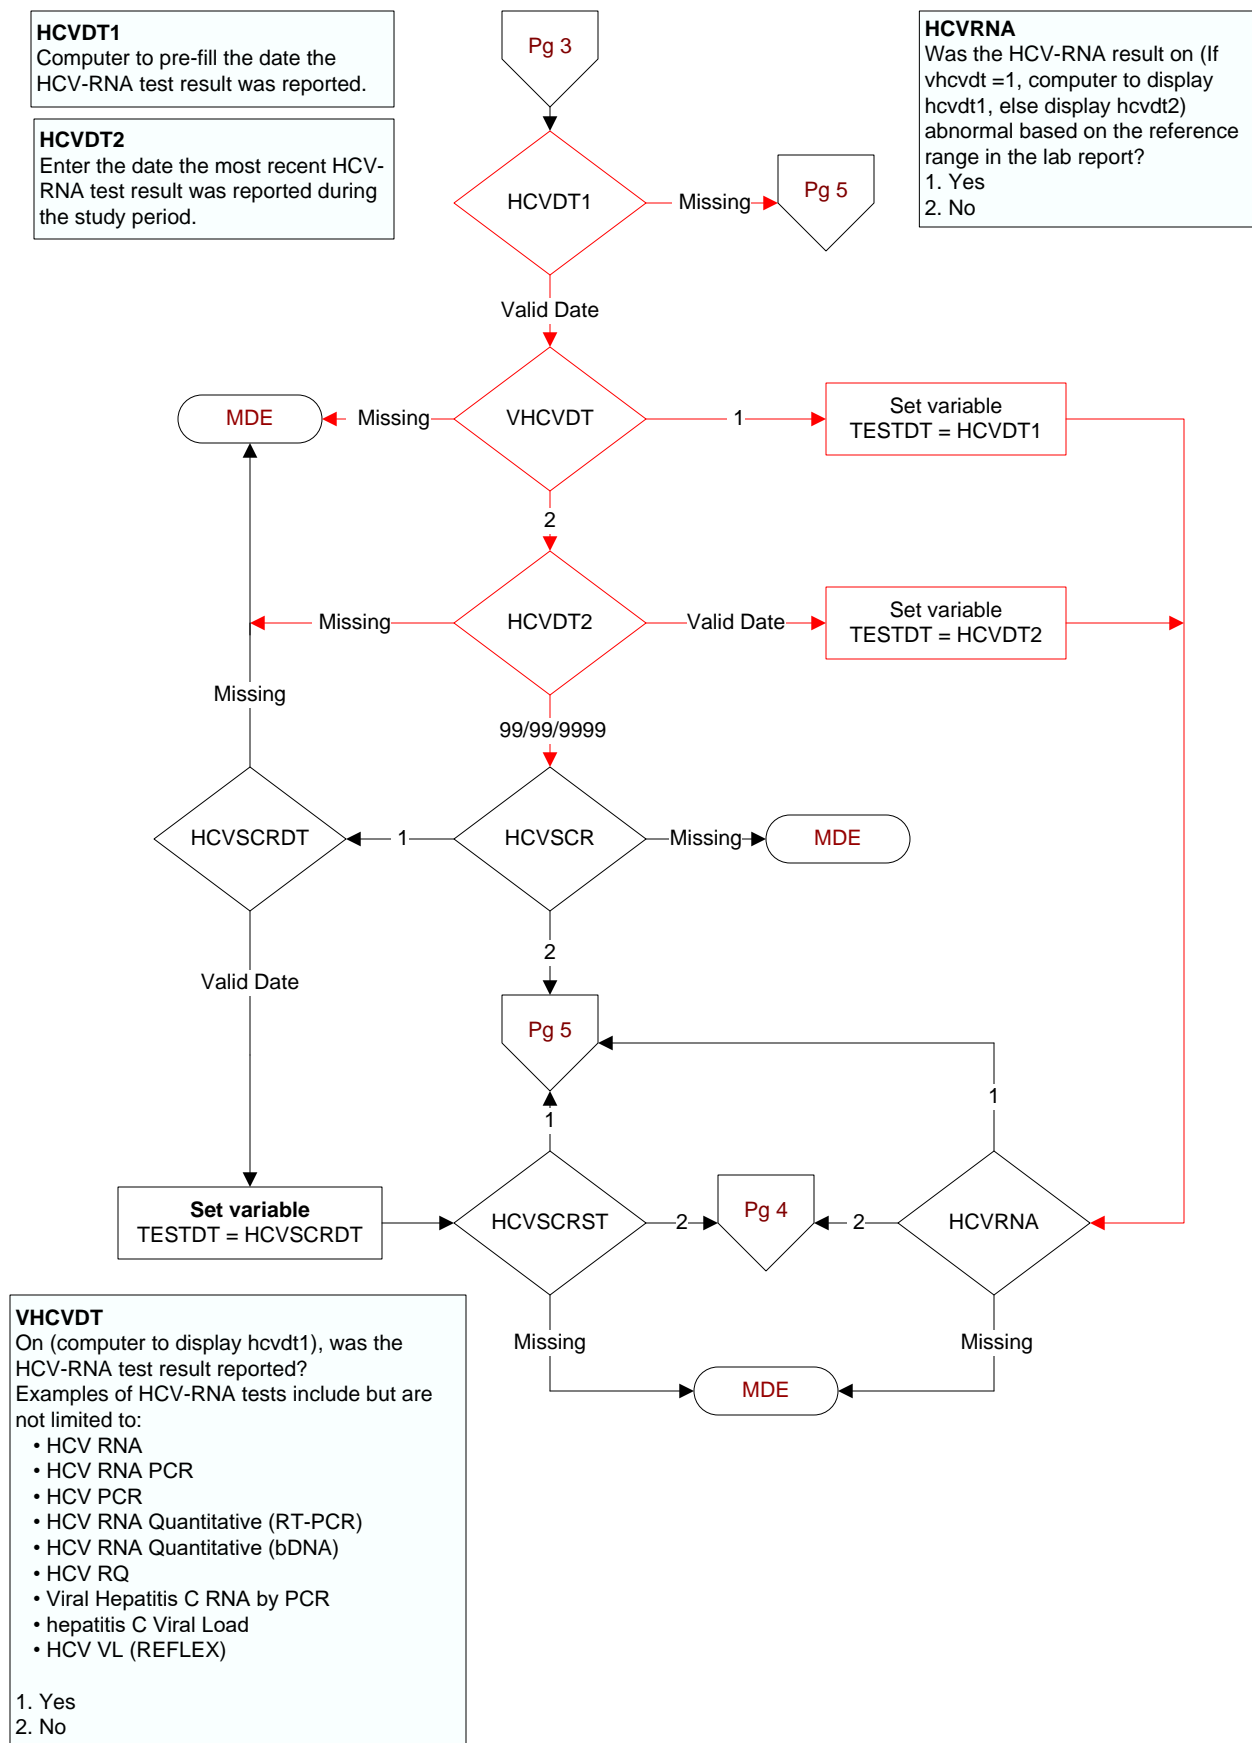 HCVDT1
Computer to pre-fill the date the
HCV-RNA test result was reported.
HCVDT2
Enter the date the most recent HCV-
RNA test result was reported during
the study period.
Pg 3
HCVRNA
Was the HCV-RNA result on (If
vhcvdt =1, computer to display
hcvdt1, else display hcvdt2)
abnormal based on the reference
range in the lab report?
1. Yes
2. No
HCVDT1
Missing
Pg 5
Valid Date
MDE
Missing
VHCVDT
1
Set variable
TESTDT = HCVDT1
2
Missing
HCVDT2
Valid Date
Set variable
TESTDT = HCVDT2
Missing
99/99/9999
HCVSCRDT
1
HCVSCR
Missing
MDE
2
Valid Date
Pg 5
1
1
Set variable
TESTDT = HCVSCRDT
HCVSCRST
2
Pg 4
2
HCVRNA
Missing
Missing
MDE
VHCVDT
On (computer to display hcvdt1), was the
HCV-RNA test result reported?
Examples of HCV-RNA tests include but are
not limited to:
• HCV RNA
• HCV RNA PCR
• HCV PCR
• HCV RNA Quantitative (RT-PCR)
• HCV RNA Quantitative (bDNA)
• HCV RQ
• Viral Hepatitis C RNA by PCR
• hepatitis C Viral Load
• HCV VL (REFLEX)
1. Yes
2. No